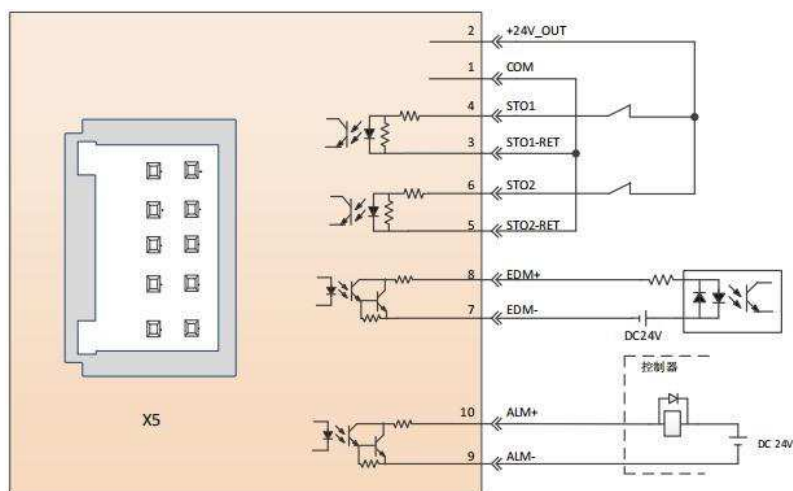 2 +24V_OUT
1 COM
4 STO1
3 STO1-RET
6 STO2
5 STO2-RET
8 EDM+
7 EDM-
DC24V
控制器
X5
10 ALM+
DC 24V
9 ALM-